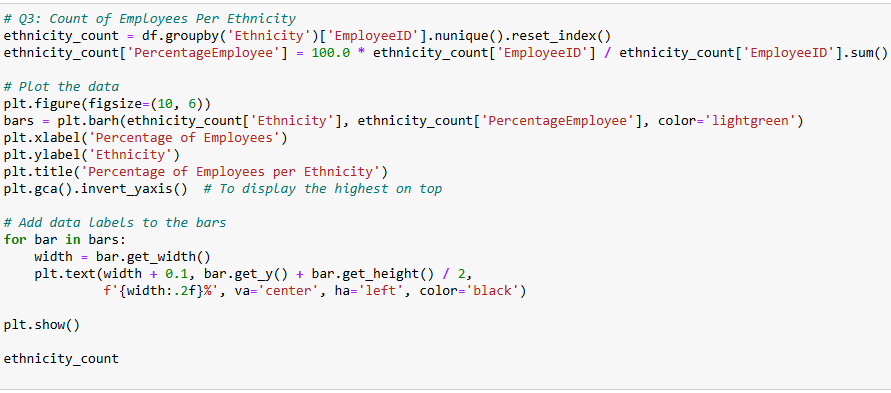 # Q3: Count of Employees Per Ethnicity
ethnicity_count = df.groupby('Ethnicity')['EmployeeID'].nunique().reset_index()
ethnicity_count['PercentageEmployee'] = 100.0 * ethnicity_count['EmployeeID'] / ethnicity_count['EmployeeID'].sum()

# Plot the data
plt.figure(figsize=(10, 6))
bars = plt.barh(ethnicity_count['Ethnicity'], ethnicity_count['PercentageEmployee'], color='lightgreen')
plt.xlabel('Percentage of Employees')
plt.ylabel('Ethnicity')
plt.title('Percentage of Employees per Ethnicity')
plt.gca().invert_yaxis()  # To display the highest on top

# Add data labels to the bars
for bar in bars:
    width = bar.get_width()
    plt.text(width + 0.1, bar.get_y() + bar.get_height() / 2,
             f'{width:.2f}%', va='center', ha='left', color='black')

plt.show()

ethnicity_count